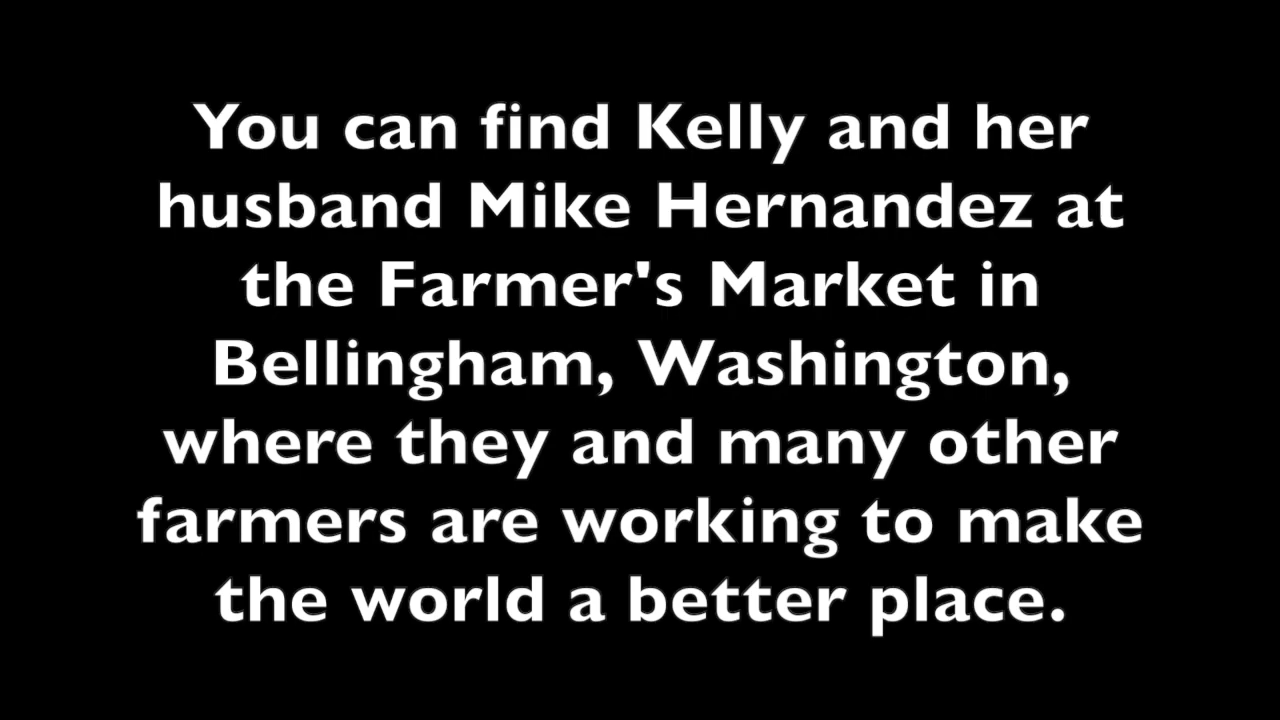 You can find Kelly and her
husband Mike Hernandez at
the Farmer's Market in
Bellingham, Washington,
where they and many other
farmers are working to make
the world a better place.